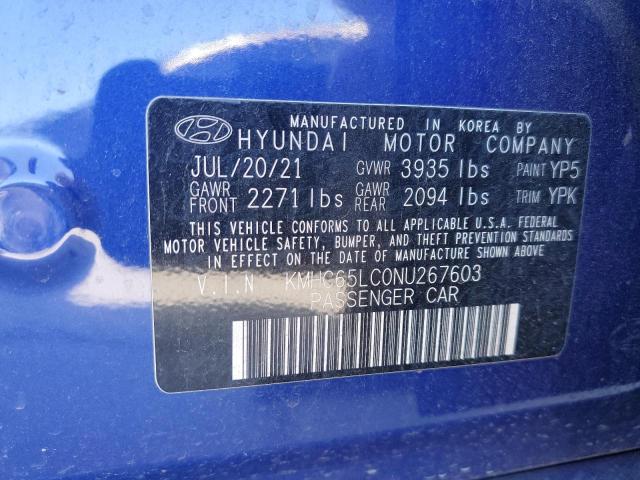 MANUFACTURED IN KOREA BY
HYUNDAI MOTOR COMPANY
JUL/20/21 GVWR 3935 lbs PAINT YP5
GAWR FRONT 2271 lbs GAWR REAR 2094 lbs TRIM YPK
THIS VEHICLE CONFORMS TO ALL APPLICABLE U.S.A. FEDERAL
MOTOR VEHICLE SAFETY, BUMPER, AND THEFT PREVENTION STANDARDS
IN EFFECT ON THE DATE OF MANUFACTURE SHOWN ABOVE.
V.I.N KMHC65LC0NU267603
PASSENGER CAR